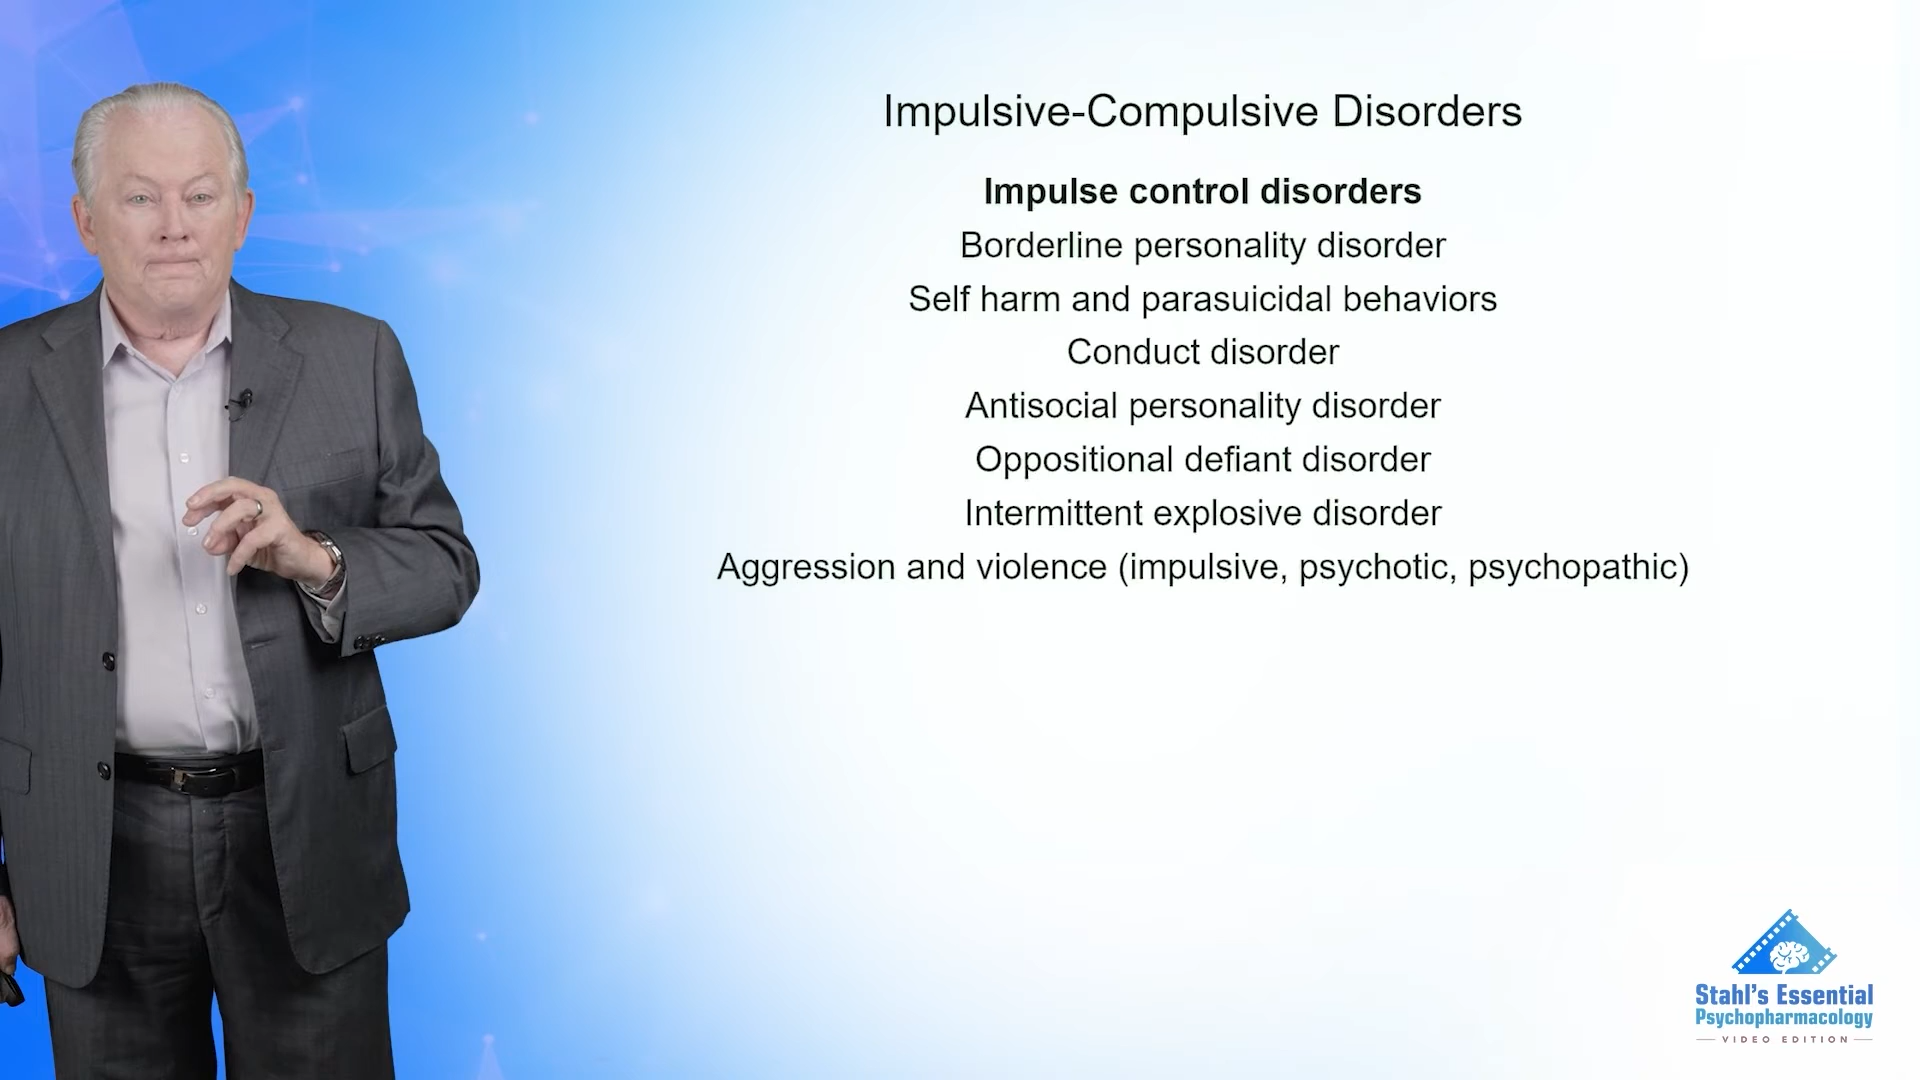 Impulsive-Compulsive Disorders
Impulse control disorders
Borderline personality disorder
Self harm and parasuicidal behaviors
Conduct disorder
Antisocial personality disorder
Oppositional defiant disorder
Intermittent explosive disorder
Aggression and violence (impulsive, psychotic, psychopathic)
Stahl's Essential
Psychopharmacology
VIDEO EDITION